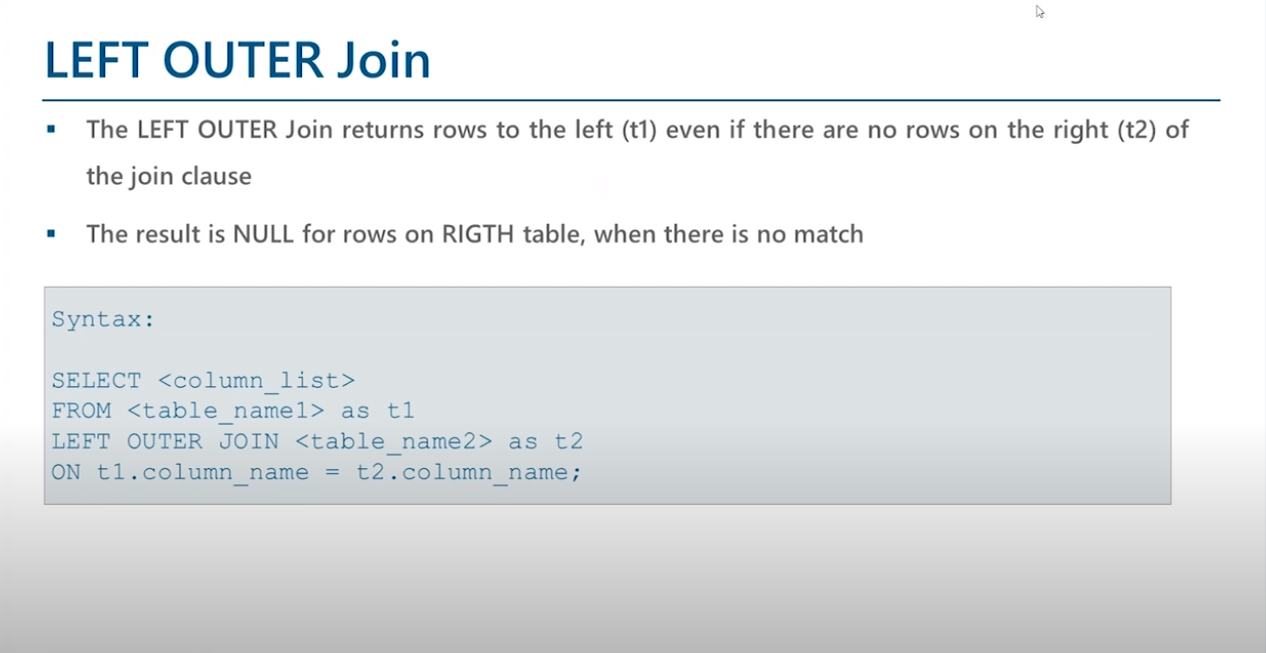 LEFT OUTER Join
▪ The LEFT OUTER Join returns rows to the left (t1) even if there are no rows on the right (t2) of
the join clause
▪ The result is NULL for rows on RIGTH table, when there is no match
Syntax:
SELECT <column_list>
FROM <table_name1> as t1
LEFT OUTER JOIN <table_name2> as t2
ON t1.column_name = t2.column_name;